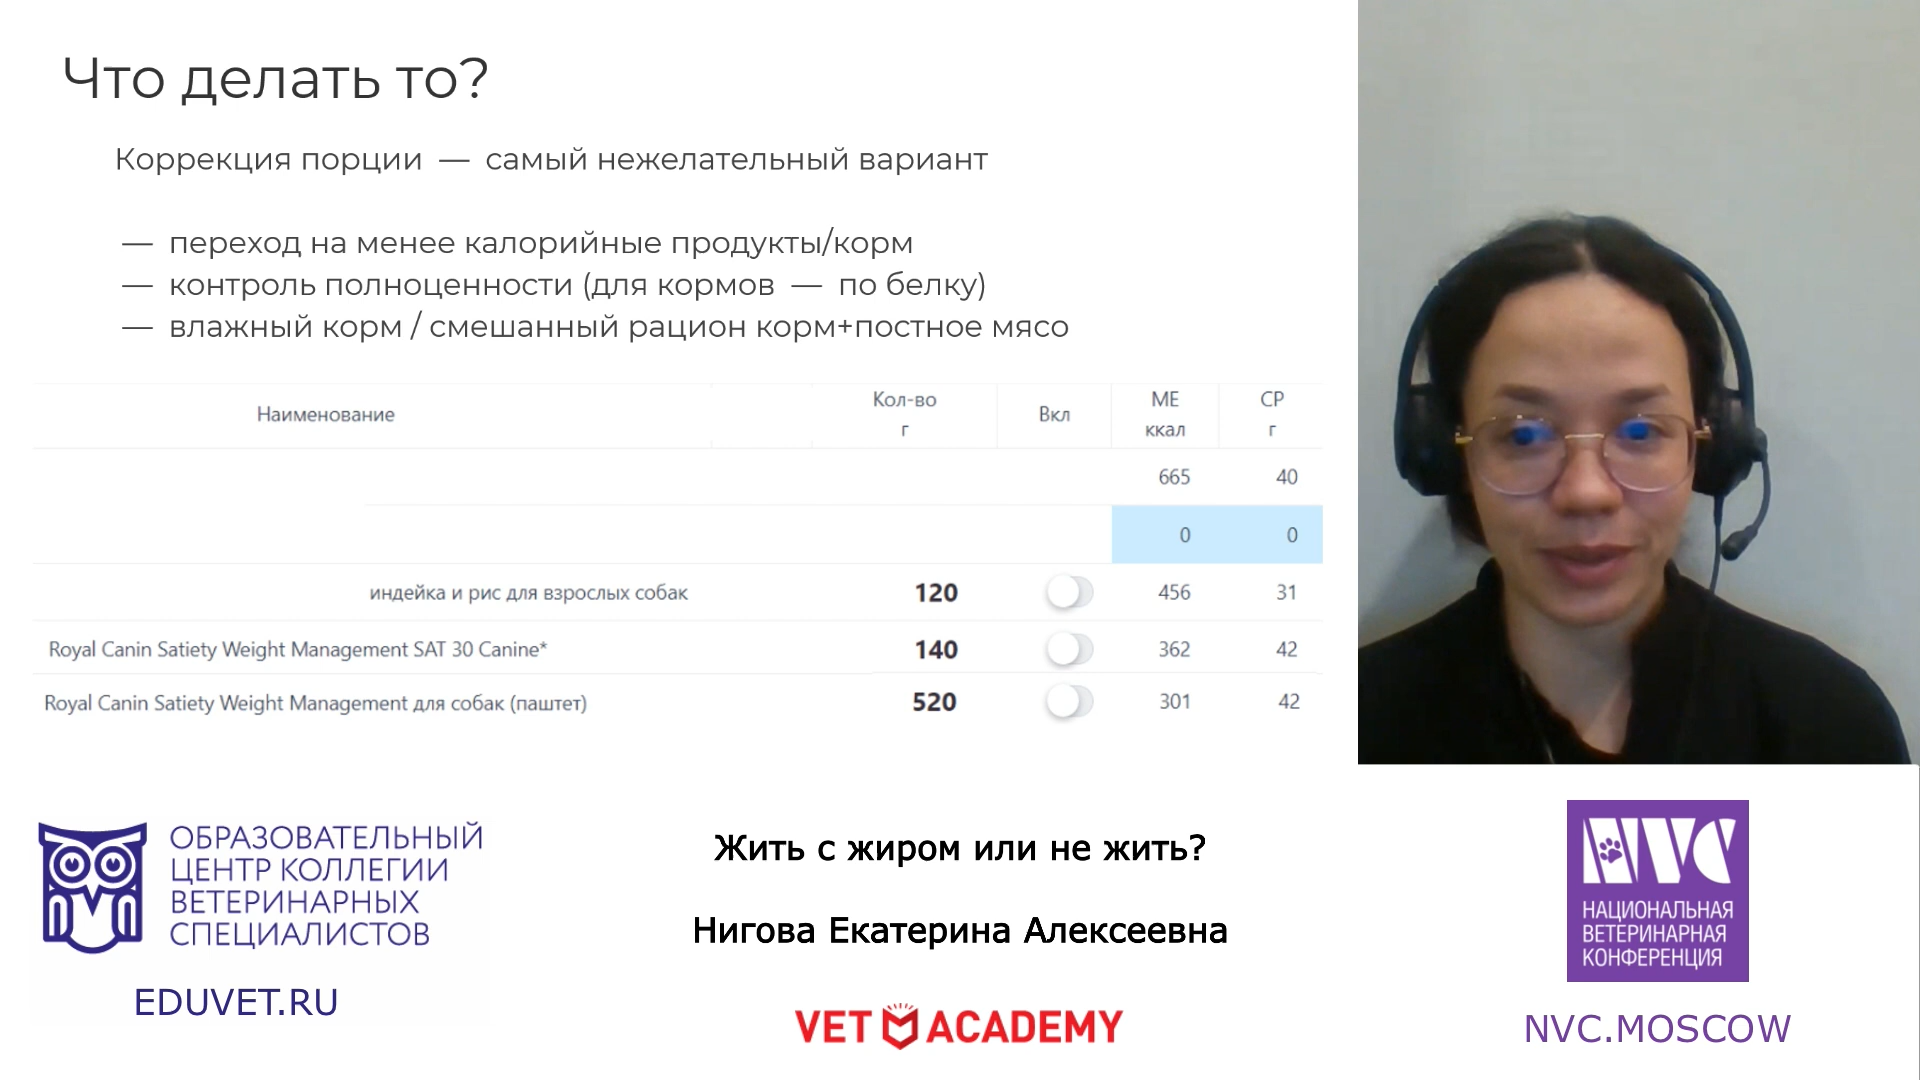 Что делать то?
Коррекция порции — самый нежелательный вариант
— переход на менее калорийные продукты/корм
— контроль полноценности (для кормов — по белку)
— влажный корм / смешанный рацион корм+постное мясо
Наименование Кол-во г Вкл МЕ ккал СР г
665 40
0 0
индейка и рис для взрослых собак 120 456 31
Royal Canin Satiety Weight Management SAT 30 Canine* 140 362 42
Royal Canin Satiety Weight Management для собак (паштет) 520 301 42
ОБРАЗОВАТЕЛЬНЫЙ
ЦЕНТР КОЛЛЕГИИ
ВЕТЕРИНАРНЫХ
СПЕЦИАЛИСТОВ
EDUVET.RU
Жить с жиром или не жить?
Нигова Екатерина Алексеевна
VET ACADEMY
NVC
НАЦИОНАЛЬНАЯ
ВЕТЕРИНАРНАЯ
КОНФЕРЕНЦИЯ
NVC.MOSCOW